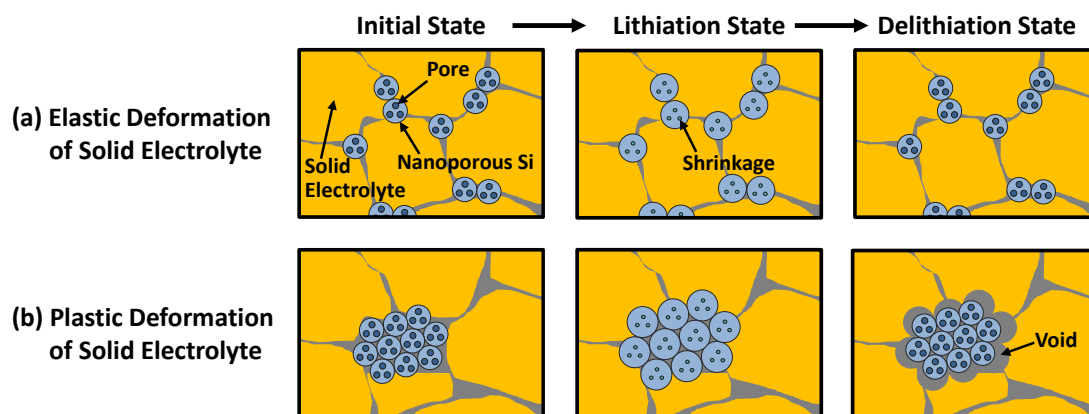 Initial State
Lithiation State
Delithiation State
(a) Elastic Deformation
of Solid Electrolyte
Pore
Nanoporous Si
Solid
Electrolyte
Shrinkage
(b) Plastic Deformation
of Solid Electrolyte
Void